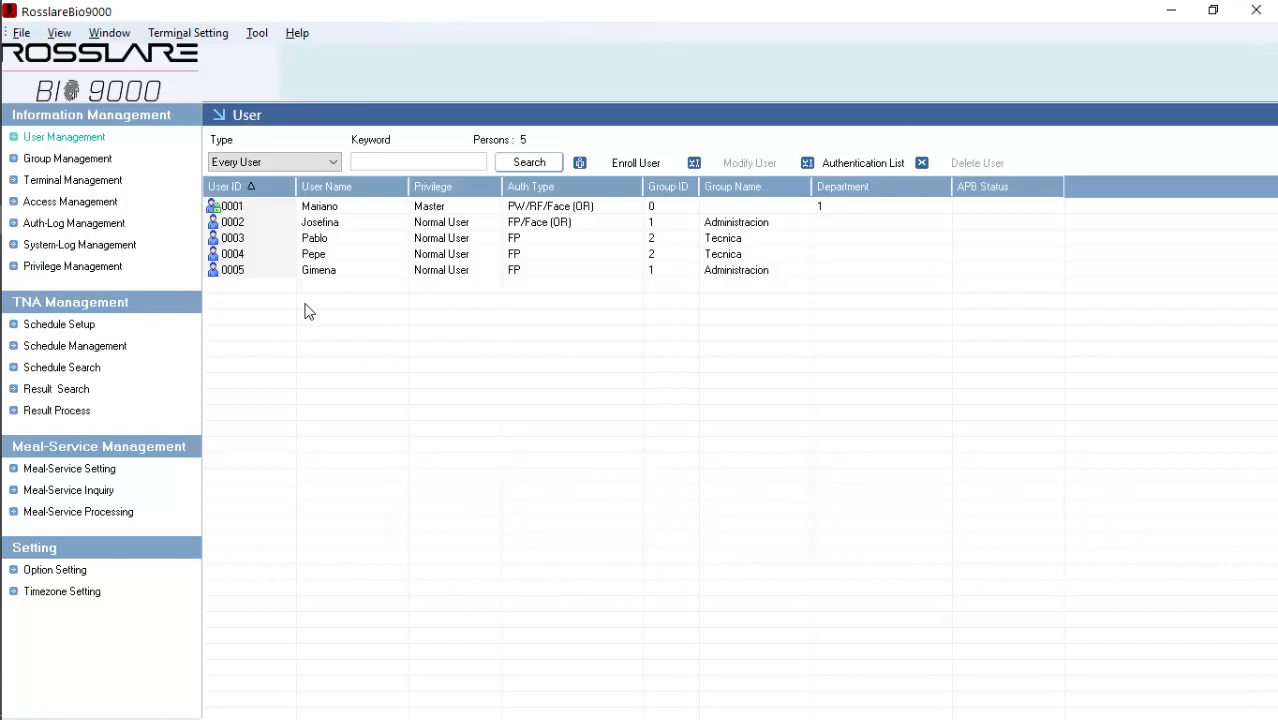 RosslareBio9000
File View Window Terminal Setting Tool Help
ROSSLARE
BIO 9000
Information Management
User Management
Group Management
Terminal Management
Access Management
Auth-Log Management
System-Log Management
Privilege Management
TNA Management
Schedule Setup
Schedule Management
Schedule Search
Result Search
Result Process
Meal-Service Management
Meal-Service Setting
Meal-Service Inquiry
Meal-Service Processing
Setting
Option Setting
Timezone Setting
User
Type Keyword Persons : 5
Every User Search Enroll User Modify User Authentication List Delete User
User ID User Name Privilege Auth Type Group ID Group Name Department APB Status
0001 Mariano Master PW/RF/Face (OR) 0 1
0002 Josefina Normal User FP/Face (OR) 1 Administracion
0003 Pablo Normal User FP 2 Tecnica
0004 Pepe Normal User FP 2 Tecnica
0005 Gimena Normal User FP 1 Administracion